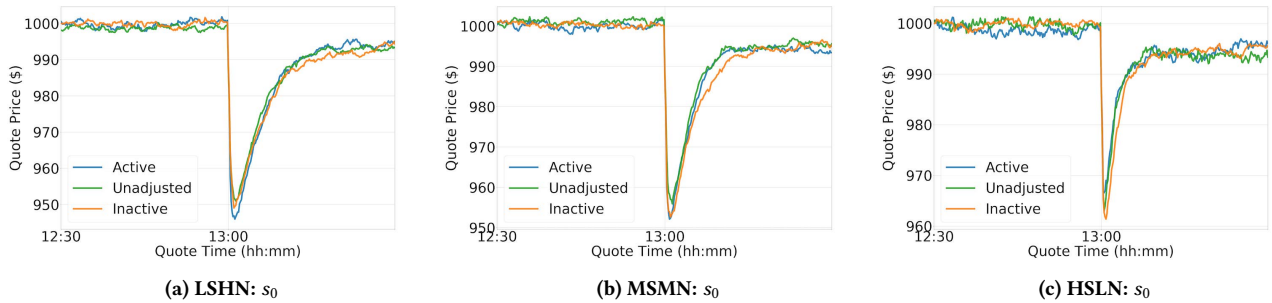 1000
990
980
970
960
950
Quote Price ($)
Active
Unadjusted
Inactive
12:30
13:00
Quote Time (hh:mm)
(a) LSHN: s0
1000
990
980
970
960
950
Quote Price ($)
Active
Unadjusted
Inactive
12:30
13:00
Quote Time (hh:mm)
(b) MSMN: s0
1000
990
980
970
960
Quote Price ($)
Active
Unadjusted
Inactive
12:30
13:00
Quote Time (hh:mm)
(c) HSLN: s0